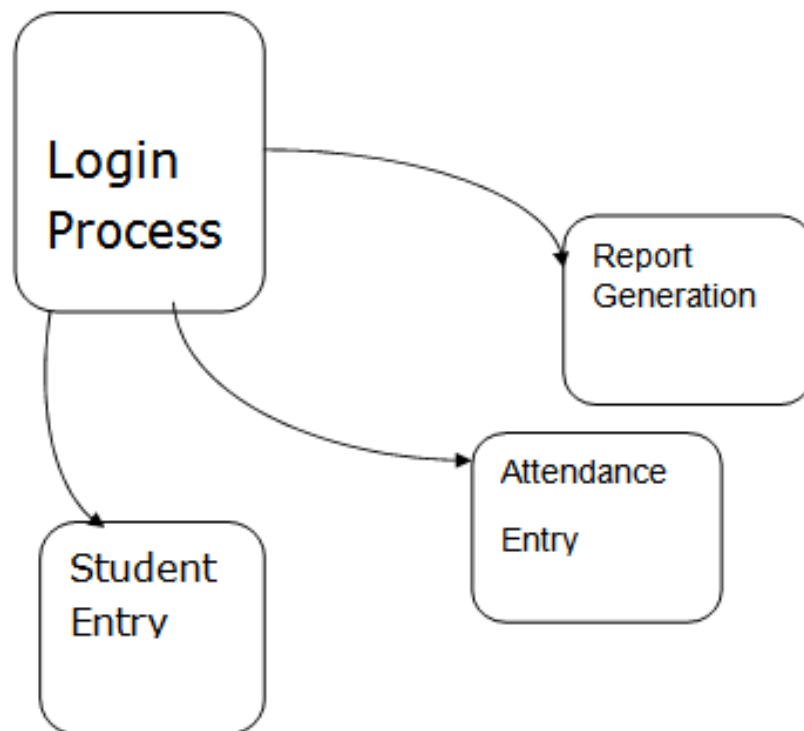 Login
Process
Report
Generation
Attendance
Entry
Student
Entry